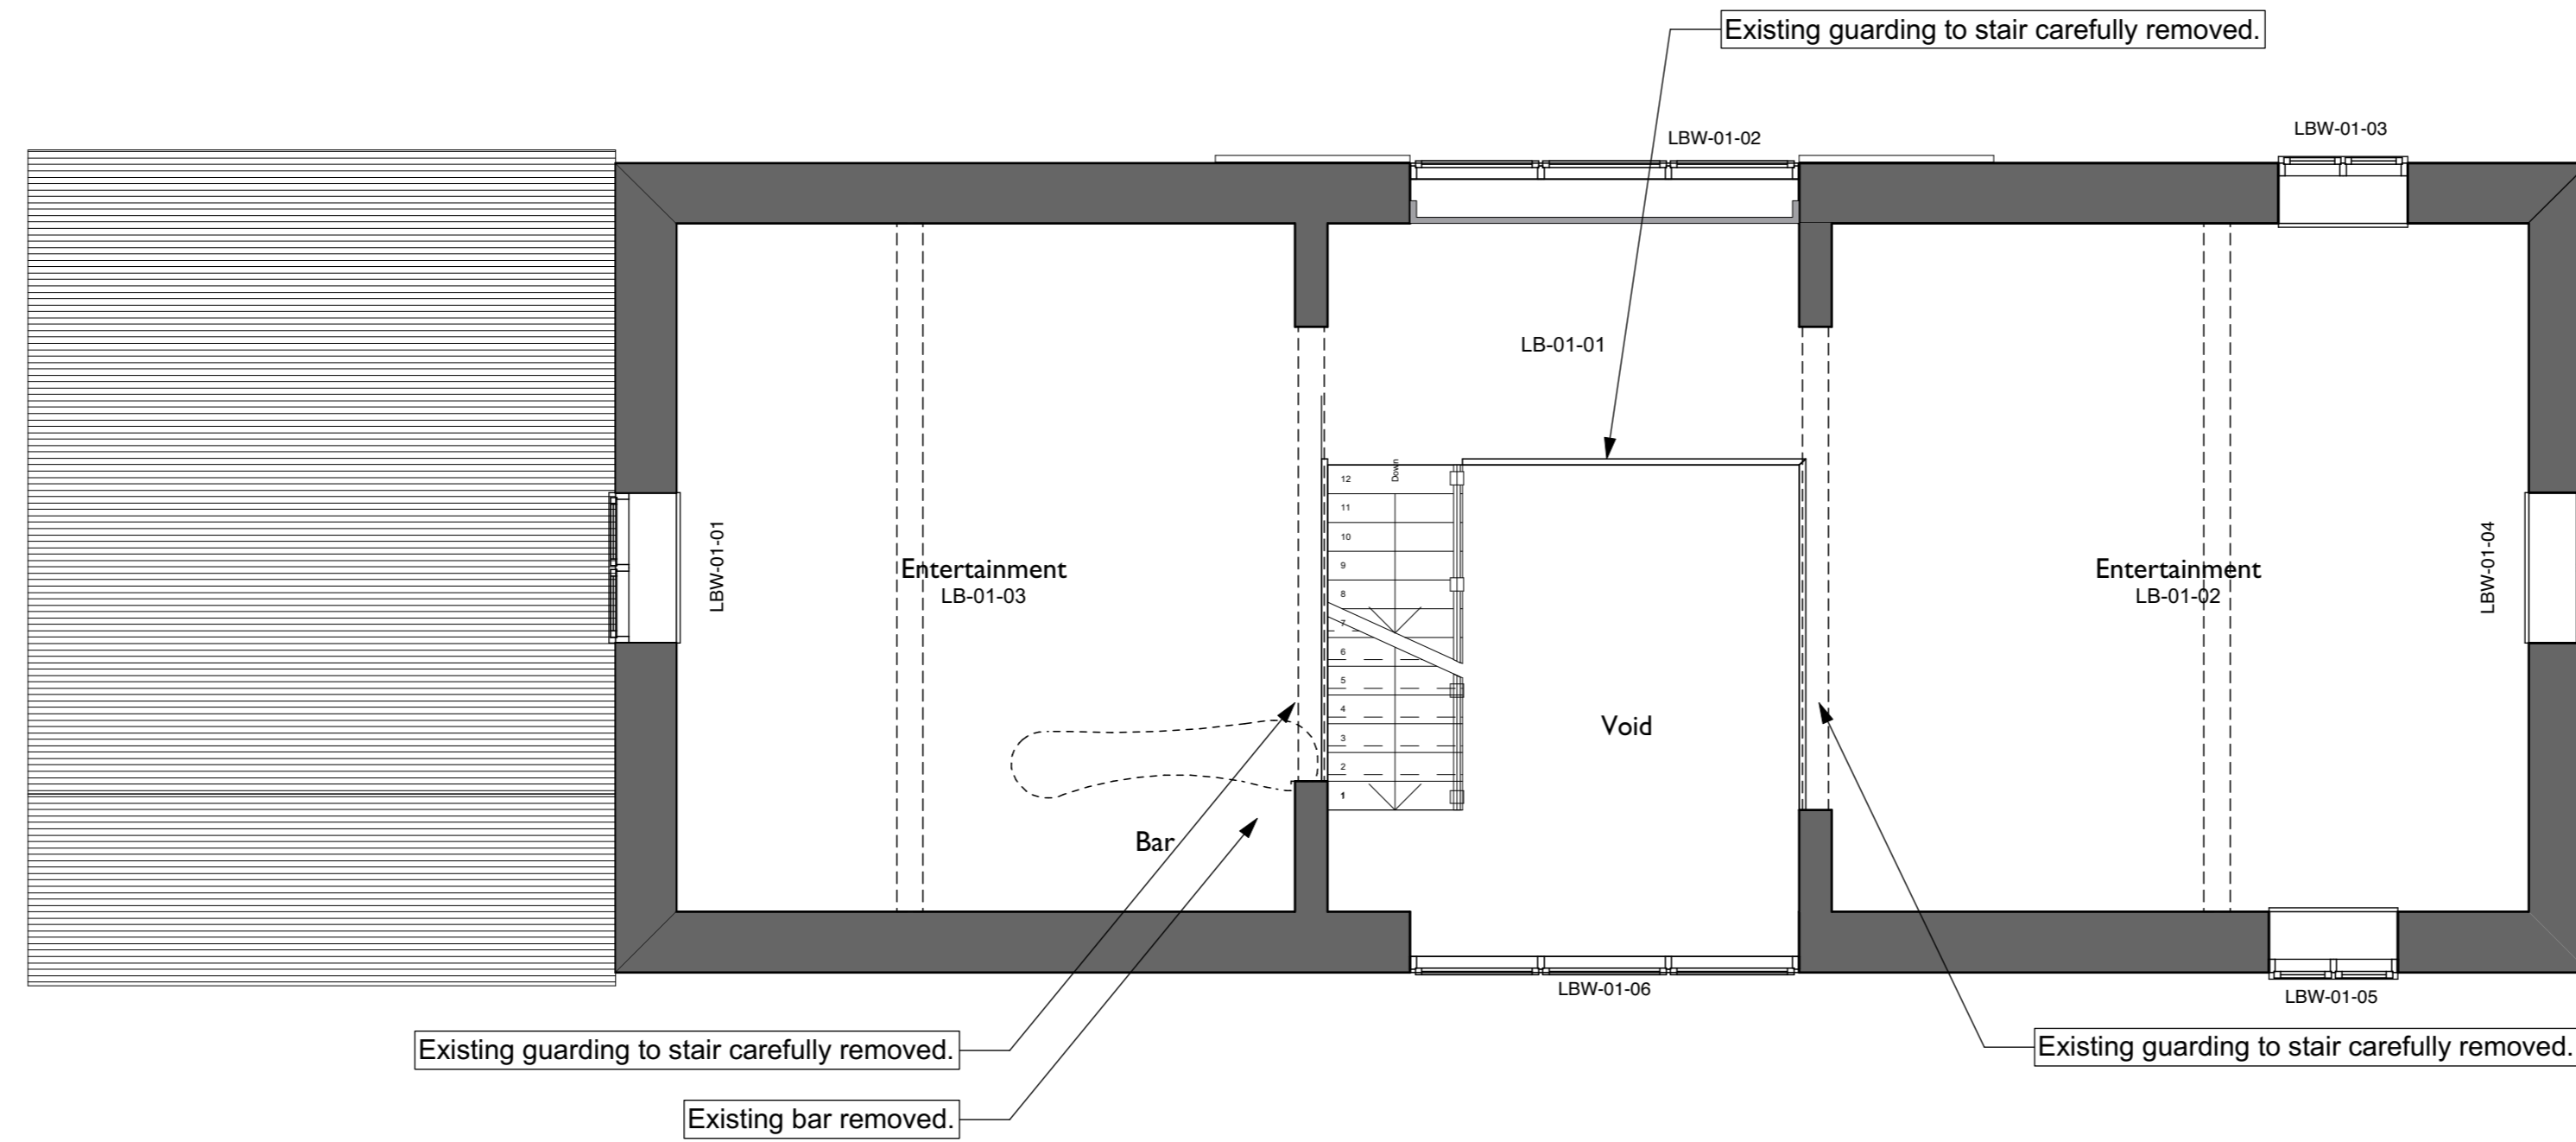 Existing guarding to stair carefully removed.
LBW-01-02
LBW-01-03
LB-01-01
Down
12
11
10
9
8
7
6
5
4
3
2
1
LBW-01-01
Entertainment
LB-01-03
Entertainment
LB-01-02
LBW-01-04
Void
Bar
LBW-01-06
LBW-01-05
Existing guarding to stair carefully removed.
Existing guarding to stair carefully removed.
Existing bar removed.